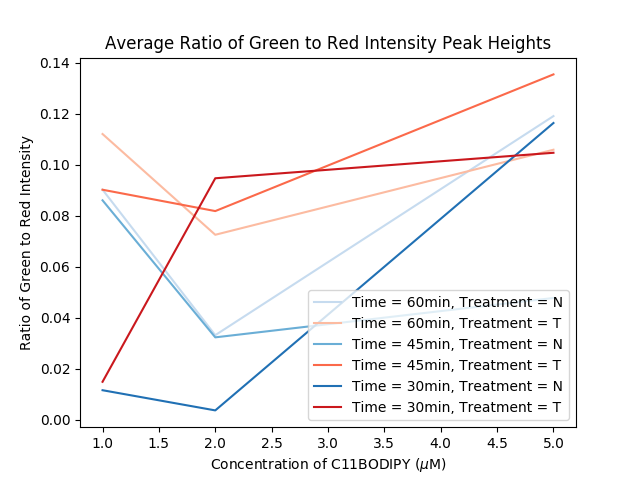 Average Ratio of Green to Red Intensity Peak Heights
Ratio of Green to Red Intensity
0.14
0.12
0.10
0.08
0.06
0.04
0.02
0.00
Time = 60min, Treatment = N
Time = 60min, Treatment = T
Time = 45min, Treatment = N
Time = 45min, Treatment = T
Time = 30min, Treatment = N
Time = 30min, Treatment = T
1.0 1.5 2.0 2.5 3.0 3.5 4.0 4.5 5.0
Concentration of C11BODIPY (μM)